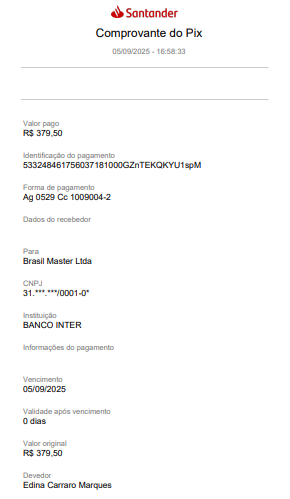 Santander
Comprovante do Pix
05/09/2025 - 16:58:33
Valor pago
R$ 379,50
Identificação do pagamento
533248461756037181000GZnTEKQKYU1spM
Forma de pagamento
Ag 0529 Cc 1009004-2
Dados do recebedor
Para
Brasil Master Ltda
CNPJ
31.***.***/0001-0*
Instituição
BANCO INTER
Informações do pagamento
Vencimento
05/09/2025
Validade após vencimento
0 dias
Valor original
R$ 379,50
Devedor
Edina Carraro Marques